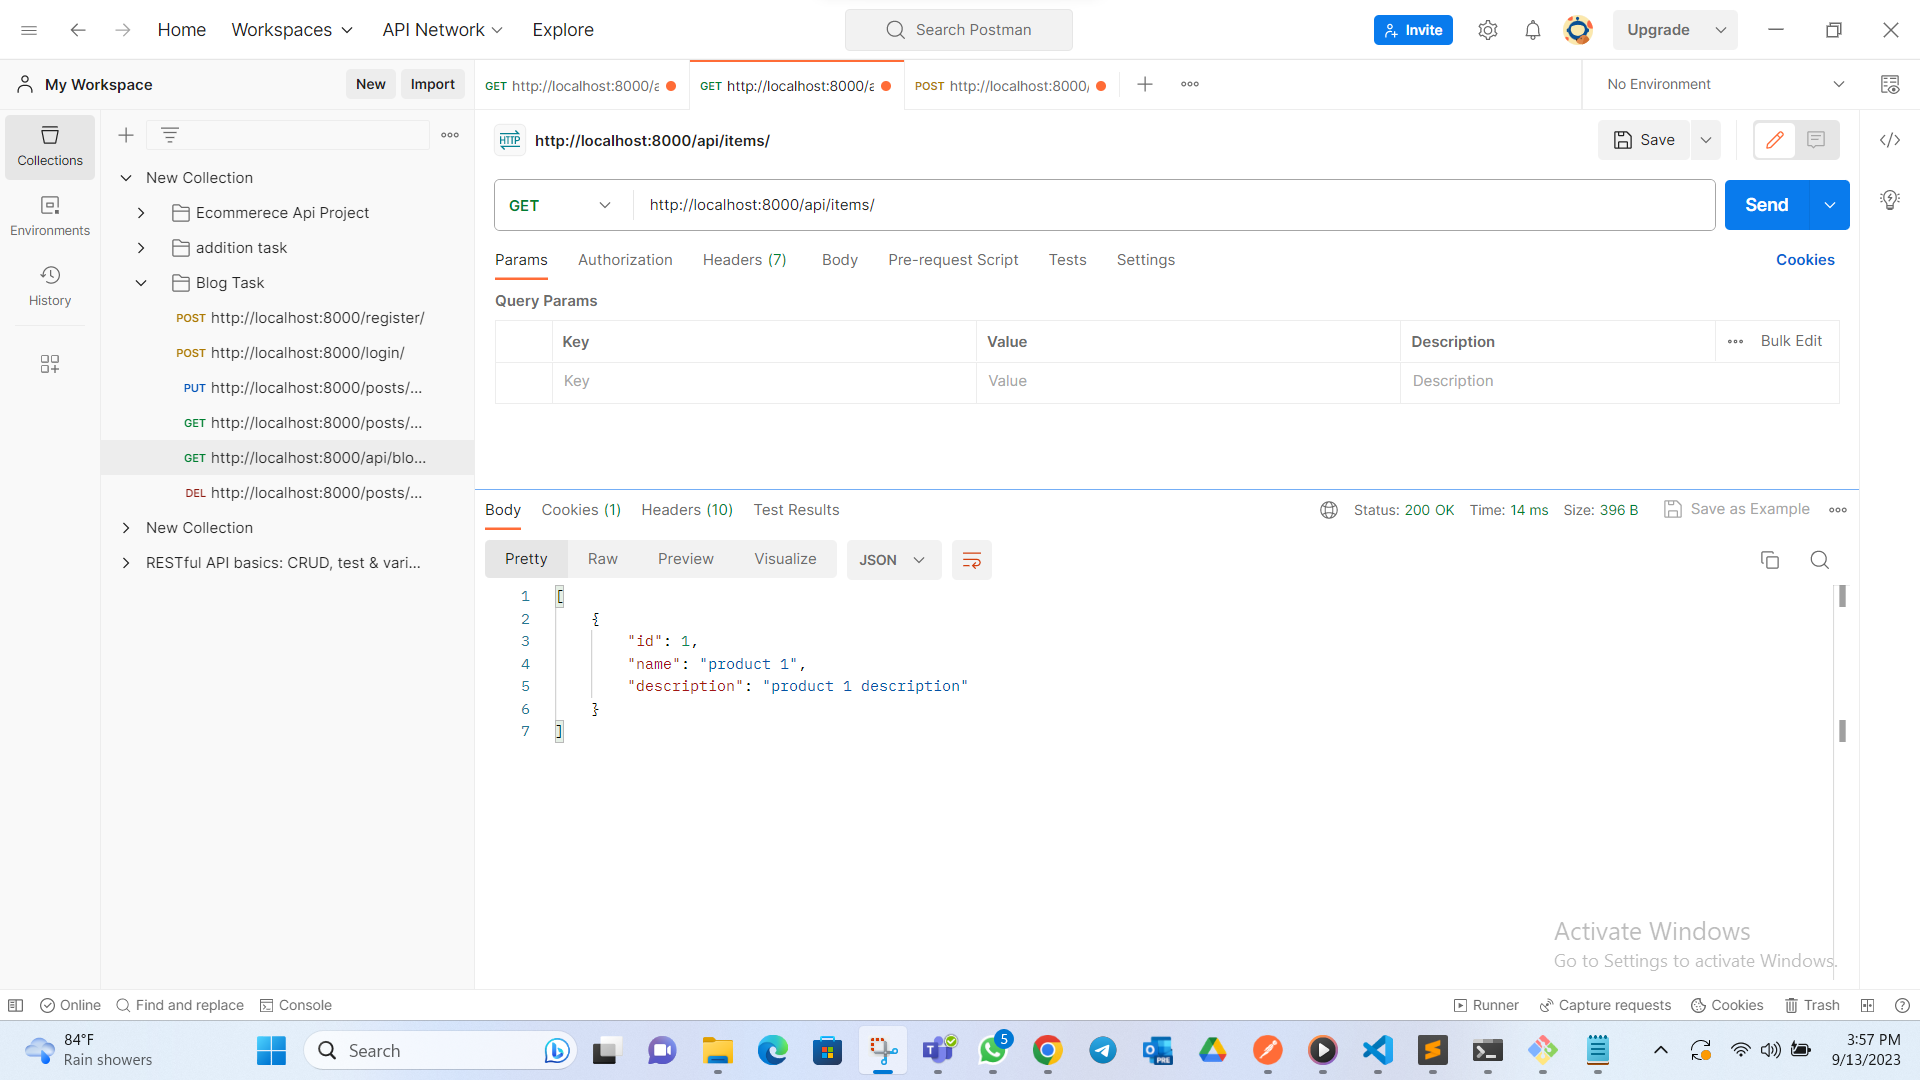 Home Workspaces API Network Explore Search Postman Invite Upgrade
My Workspace New Import GET http://localhost:8000/a GET http://localhost:8000/a POST http://localhost:8000/ No Environment
Collections
Environments
History
New Collection
Ecommerece Api Project
addition task
Blog Task
POST http://localhost:8000/register/
POST http://localhost:8000/login/
PUT http://localhost:8000/posts/...
GET http://localhost:8000/posts/...
GET http://localhost:8000/api/blo...
DEL http://localhost:8000/posts/...
New Collection
RESTful API basics: CRUD, test & vari...
HTTP http://localhost:8000/api/items/ Save
GET http://localhost:8000/api/items/ Send
Params Authorization Headers (7) Body Pre-request Script Tests Settings Cookies
Query Params
Key Value Description Bulk Edit
Key Value Description
Body Cookies (1) Headers (10) Test Results Status: 200 OK Time: 14 ms Size: 396 B Save as Example
Pretty Raw Preview Visualize JSON
1 [
2 {
3 "id": 1,
4 "name": "product 1",
5 "description": "product 1 description"
6 }
7 ]
Activate Windows
Go to Settings to activate Windows.
Online Find and replace Console Runner Capture requests Cookies Trash
84°F
Rain showers
Search
5
3:57 PM
9/13/2023